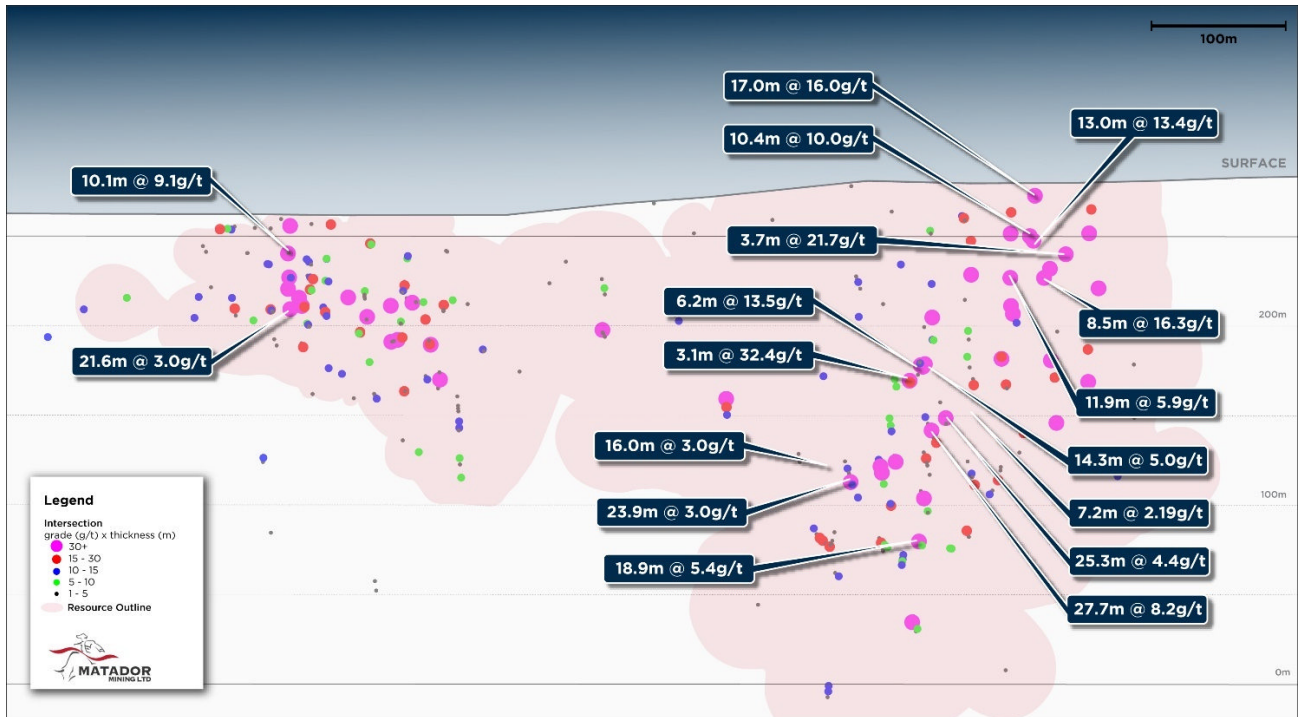 100m
17.0m @ 16.0g/t
13.0m @ 13.4g/t
10.4m @ 10.0g/t
SURFACE
10.1m @ 9.1g/t
3.7m @ 21.7g/t
6.2m @ 13.5g/t
200m
8.5m @ 16.3g/t
21.6m @ 3.0g/t
3.1m @ 32.4g/t
11.9m @ 5.9g/t
16.0m @ 3.0g/t
14.3m @ 5.0g/t
23.9m @ 3.0g/t
7.2m @ 2.19g/t
100m
18.9m @ 5.4g/t
25.3m @ 4.4g/t
27.7m @ 8.2g/t
0m
Legend
Intersection
grade (g/t) x thickness (m)
30+
15 - 30
10 - 15
5 - 10
1 - 5
Resource Outline
MATADOR
MINING LTD